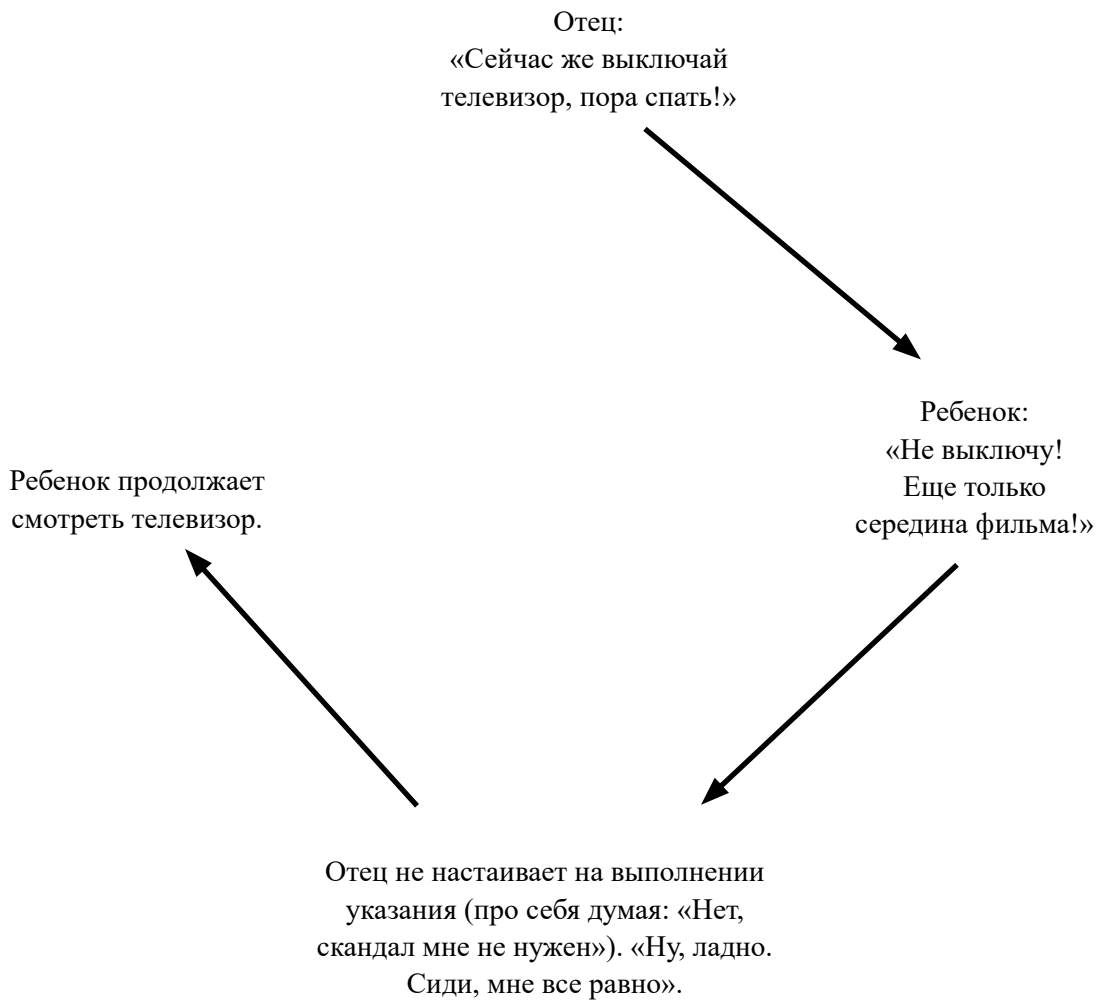 Отец:
«Сейчас же выключай
телевизор, пора спать!»
Ребенок:
«Не выключу!
Еще только
середина фильма!»
Отец не настаивает на выполнении
указания (про себя думая: «Нет,
скандал мне не нужен»). «Ну, ладно.
Сиди, мне все равно».
Ребенок продолжает
смотреть телевизор.